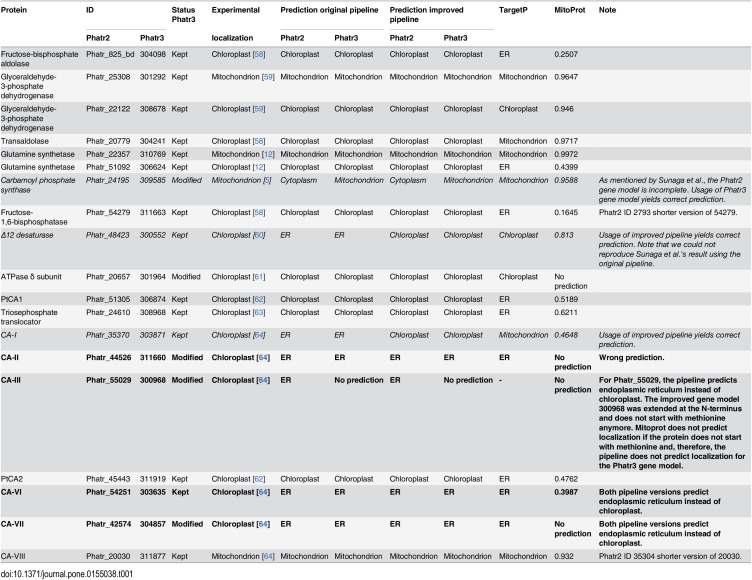 Protein ID Status Phatr3 Experimental localization Prediction original pipeline Prediction improved pipeline TargetP MitoProt Note
Phatr2 Phatr3 Phatr2 Phatr3 Phatr2 Phatr3
Fructose-bisphosphate aldolase Phatr_825_bd 304098 Kept Chloroplast [58] Chloroplast Chloroplast Chloroplast Chloroplast ER 0.2507
Glyceraldehyde-3-phosphate dehydrogenase Phatr_25308 301292 Kept Mitochondrion [59] Mitochondrion Mitochondrion Mitochondrion Mitochondrion Mitochondrion 0.9647
Glyceraldehyde-3-phosphate dehydrogenase Phatr_22122 308678 Kept Chloroplast [59] Chloroplast Chloroplast Chloroplast Chloroplast Chloroplast 0.946
Transaldolase Phatr_20779 304241 Kept Chloroplast [58] Chloroplast Chloroplast Chloroplast Chloroplast Mitochondrion 0.9717
Glutamine synthetase Phatr_22357 310769 Kept Mitochondrion [12] Mitochondrion Mitochondrion Mitochondrion Mitochondrion Mitochondrion 0.9972
Glutamine synthetase Phatr_51092 306624 Kept Chloroplast [12] Chloroplast Chloroplast Chloroplast Chloroplast ER 0.4399
Carbamoyl phosphate synthase Phatr_24195 309585 Modified Mitochondrion [5] Cytoplasm Mitochondrion Cytoplasm Mitochondrion Mitochondrion 0.9588 As mentioned by Sunaga et al., the Phatr2 gene model is incomplete. Usage of Phatr3 gene model yields correct prediction.
Fructose-1,6-bisphosphatase Phatr_54279 311663 Kept Chloroplast [58] Chloroplast Chloroplast Chloroplast Chloroplast ER 0.1645 Phatr2 ID 2793 shorter version of 54279.
Δ12 desaturase Phatr_48423 300552 Kept Chloroplast [60] ER ER Chloroplast Chloroplast Chloroplast 0.813 Usage of improved pipeline yields correct prediction. Note that we could not reproduce Sunaga et al.'s result using the original pipeline.
ATPase δ subunit Phatr_20657 301964 Modified Chloroplast [61] Chloroplast Chloroplast Chloroplast Chloroplast Chloroplast No prediction
PtCA1 Phatr_51305 306874 Kept Chloroplast [62] Chloroplast Chloroplast Chloroplast Chloroplast ER 0.5189
Triosephosphate translocator Phatr_24610 308968 Kept Chloroplast [63] Chloroplast Chloroplast Chloroplast Chloroplast ER 0.6211
CA-I Phatr_35370 303871 Kept Chloroplast [64] ER ER Chloroplast Chloroplast Mitochondrion 0.4648 Usage of improved pipeline yields correct prediction.
CA-II Phatr_44526 311660 Modified Chloroplast [64] ER ER ER ER ER No prediction Wrong prediction.
CA-III Phatr_55029 300968 Modified Chloroplast [64] ER No prediction ER No prediction - No prediction For Phatr_55029, the pipeline predicts endoplasmic reticulum instead of chloroplast. The improved gene model 300968 was extended at the N-terminus and does not start with methionine anymore. Mitoprot does not predict localization if the protein does not start with methionine and, therefore, the pipeline does not predict localization for the Phatr3 gene model.
PtCA2 Phatr_45443 311919 Kept Chloroplast [62] Chloroplast Chloroplast Chloroplast Chloroplast ER 0.4762
CA-VI Phatr_54251 303635 Kept Chloroplast [64] ER ER ER ER ER 0.3987 Both pipeline versions predict endoplasmic reticulum instead of chloroplast.
CA-VII Phatr_42574 304857 Modified Chloroplast [64] ER ER ER ER ER No prediction Both pipeline versions predict endoplasmic reticulum instead of chloroplast.
CA-VIII Phatr_20030 311877 Kept Mitochondrion [64] Mitochondrion Mitochondrion Mitochondrion Mitochondrion Mitochondrion 0.932 Phatr2 ID 35304 shorter version of 20030.
doi:10.1371/journal.pone.0155038.t001